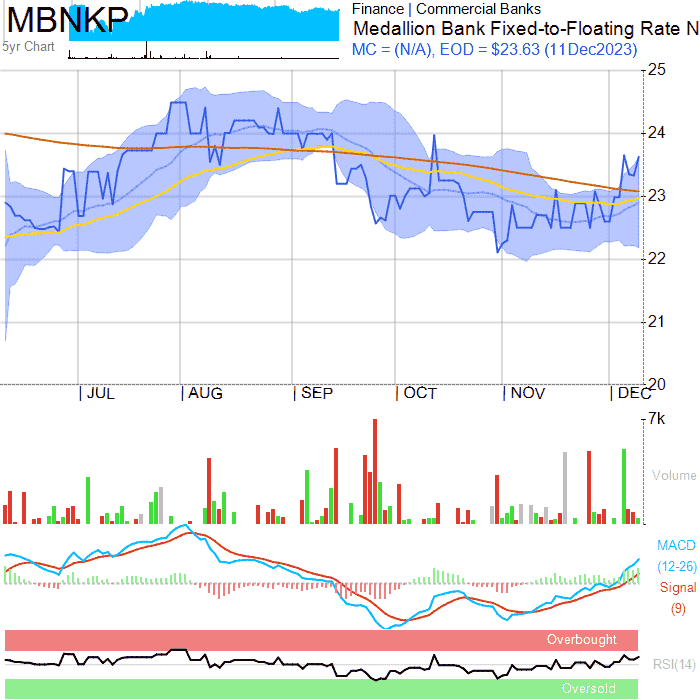 MBNKP
5yr Chart
Finance | Commercial Banks
Medallion Bank Fixed-to-Floating Rate N
MC = (N/A), EOD = $23.63 (11Dec2023)
25
24
23
22
21
20
| JUL
| AUG
| SEP
| OCT
| NOV
| DEC
7k
Volume
MACD
(12-26)
Signal
(9)
Overbought
RSI(14)
Oversold